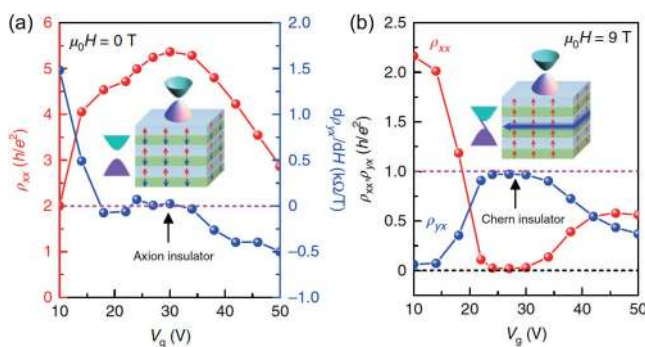 (a)
μ₀H = 0 T
6
5
4
3
2
1
0
ρxx (h/e²)
2.0
1.5
1.0
0.5
0
−0.5
−1.0
dρyx/dH (kΩ/T)
Axion insulator
10 20 30 40 50
Vg (V)
(b)
μ₀H = 9 T
2.5
2.0
1.5
1.0
0.5
0
ρxx, ρyx (h/e²)
ρxx
ρyx
Chern insulator
10 20 30 40 50
Vg (V)